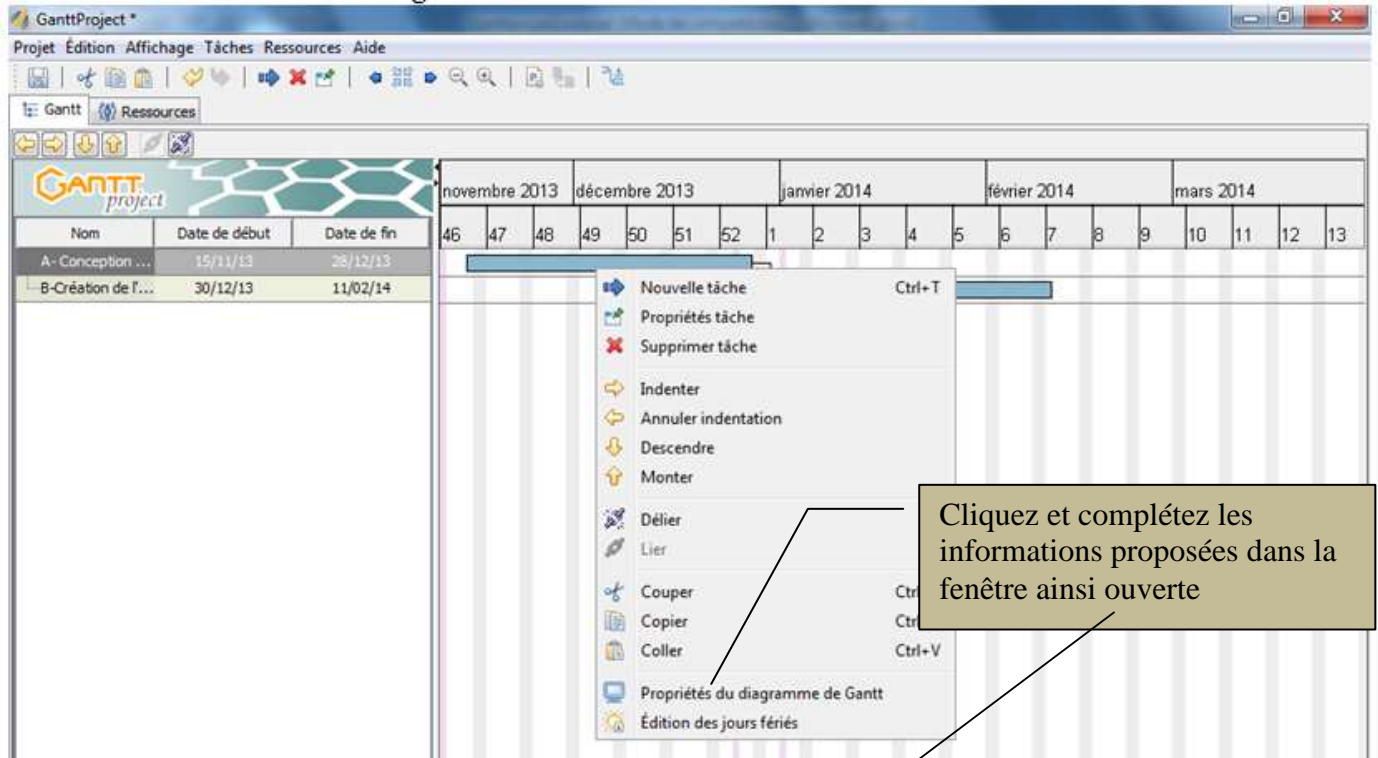 GanttProject *
Projet Édition Affichage Tâches Ressources Aide
Gantt Ressources
GANTT project
novembre 2013 décembre 2013 janvier 2014 février 2014 mars 2014
Nom Date de début Date de fin
46 47 48 49 50 51 52 1 2 3 4 5 6 7 8 9 10 11 12 13
A- Conception ... 15/11/13 28/12/13
B-Création de l'... 30/12/13 11/02/14
Nouvelle tâche Ctrl+T
Propriétés tâche
Supprimer tâche
Indenter
Annuler indentation
Descendre
Monter
Délier
Lier
Couper Ctrl
Copier Ctrl
Coller Ctrl+V
Propriétés du diagramme de Gantt
Édition des jours fériés
Cliquez et complétez les
informations proposées dans la
fenêtre ainsi ouverte